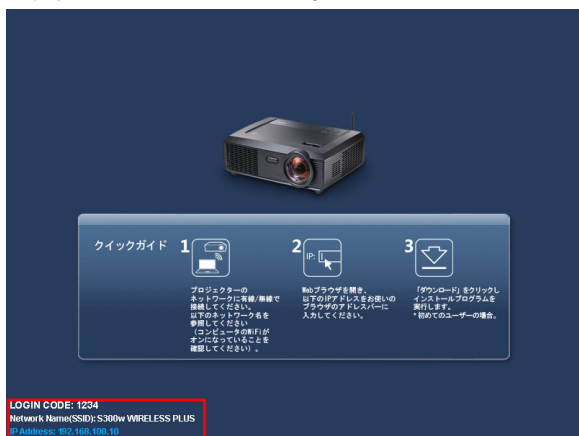 クイックガイド
1
プロジェクターの
ネットワークに有線/無線で
接続してください。
以下のネットワーク名を
参照してください
（コンピュータのWiFiが
オンになっていることを
確認してください）。
2
IP:
Webブラウザを開き、
以下のIPアドレスをお使いの
ブラウザのアドレスバーに
入力してください。
3
「ダウンロード」をクリックし
インストールプログラムを
実行します。
*初めてのユーザーの場合。
LOGIN CODE: 1234
Network Name(SSID): S300w WIRELESS PLUS
IP Address: 192.168.100.10